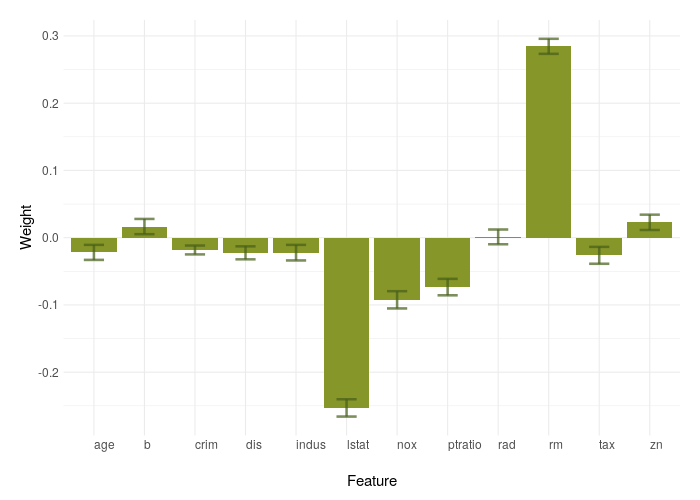 0.3
0.2
0.1
0.0
-0.1
-0.2
Weight
age b crim dis indus lstat nox ptratio rad rm tax zn
Feature